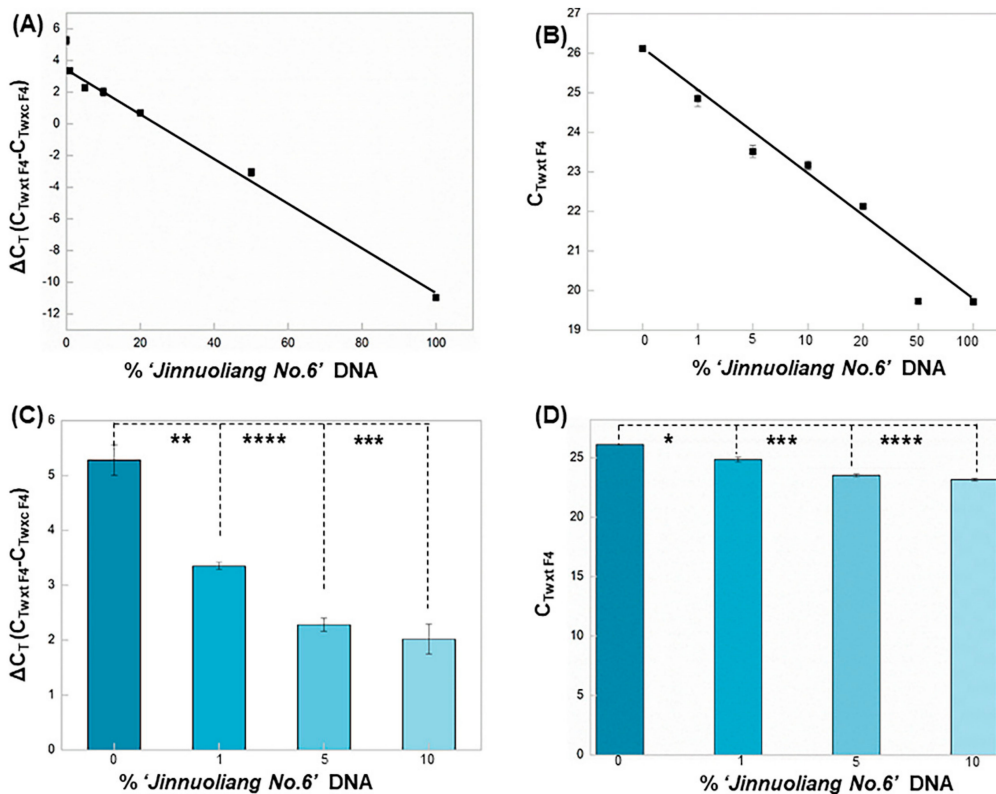 (A)
6
4
2
0
-2
-4
-6
-8
-10
-12
0 20 40 60 80 100
ΔCT (CTwxt F4-CTwxc F4)
% 'Jinnuoliang No.6' DNA
(B)
27
26
25
24
23
22
21
20
19
0 1 5 10 20 50 100
CTwxt F4
% 'Jinnuoliang No.6' DNA
(C)
6
5
4
3
2
1
0
** **** ***
0 1 5 10
ΔCT (CTwxt F4-CTwxc F4)
% 'Jinnuoliang No.6' DNA
(D)
25
20
15
10
5
0
* *** ****
0 1 5 10
CTwxt F4
% 'Jinnuoliang No.6' DNA